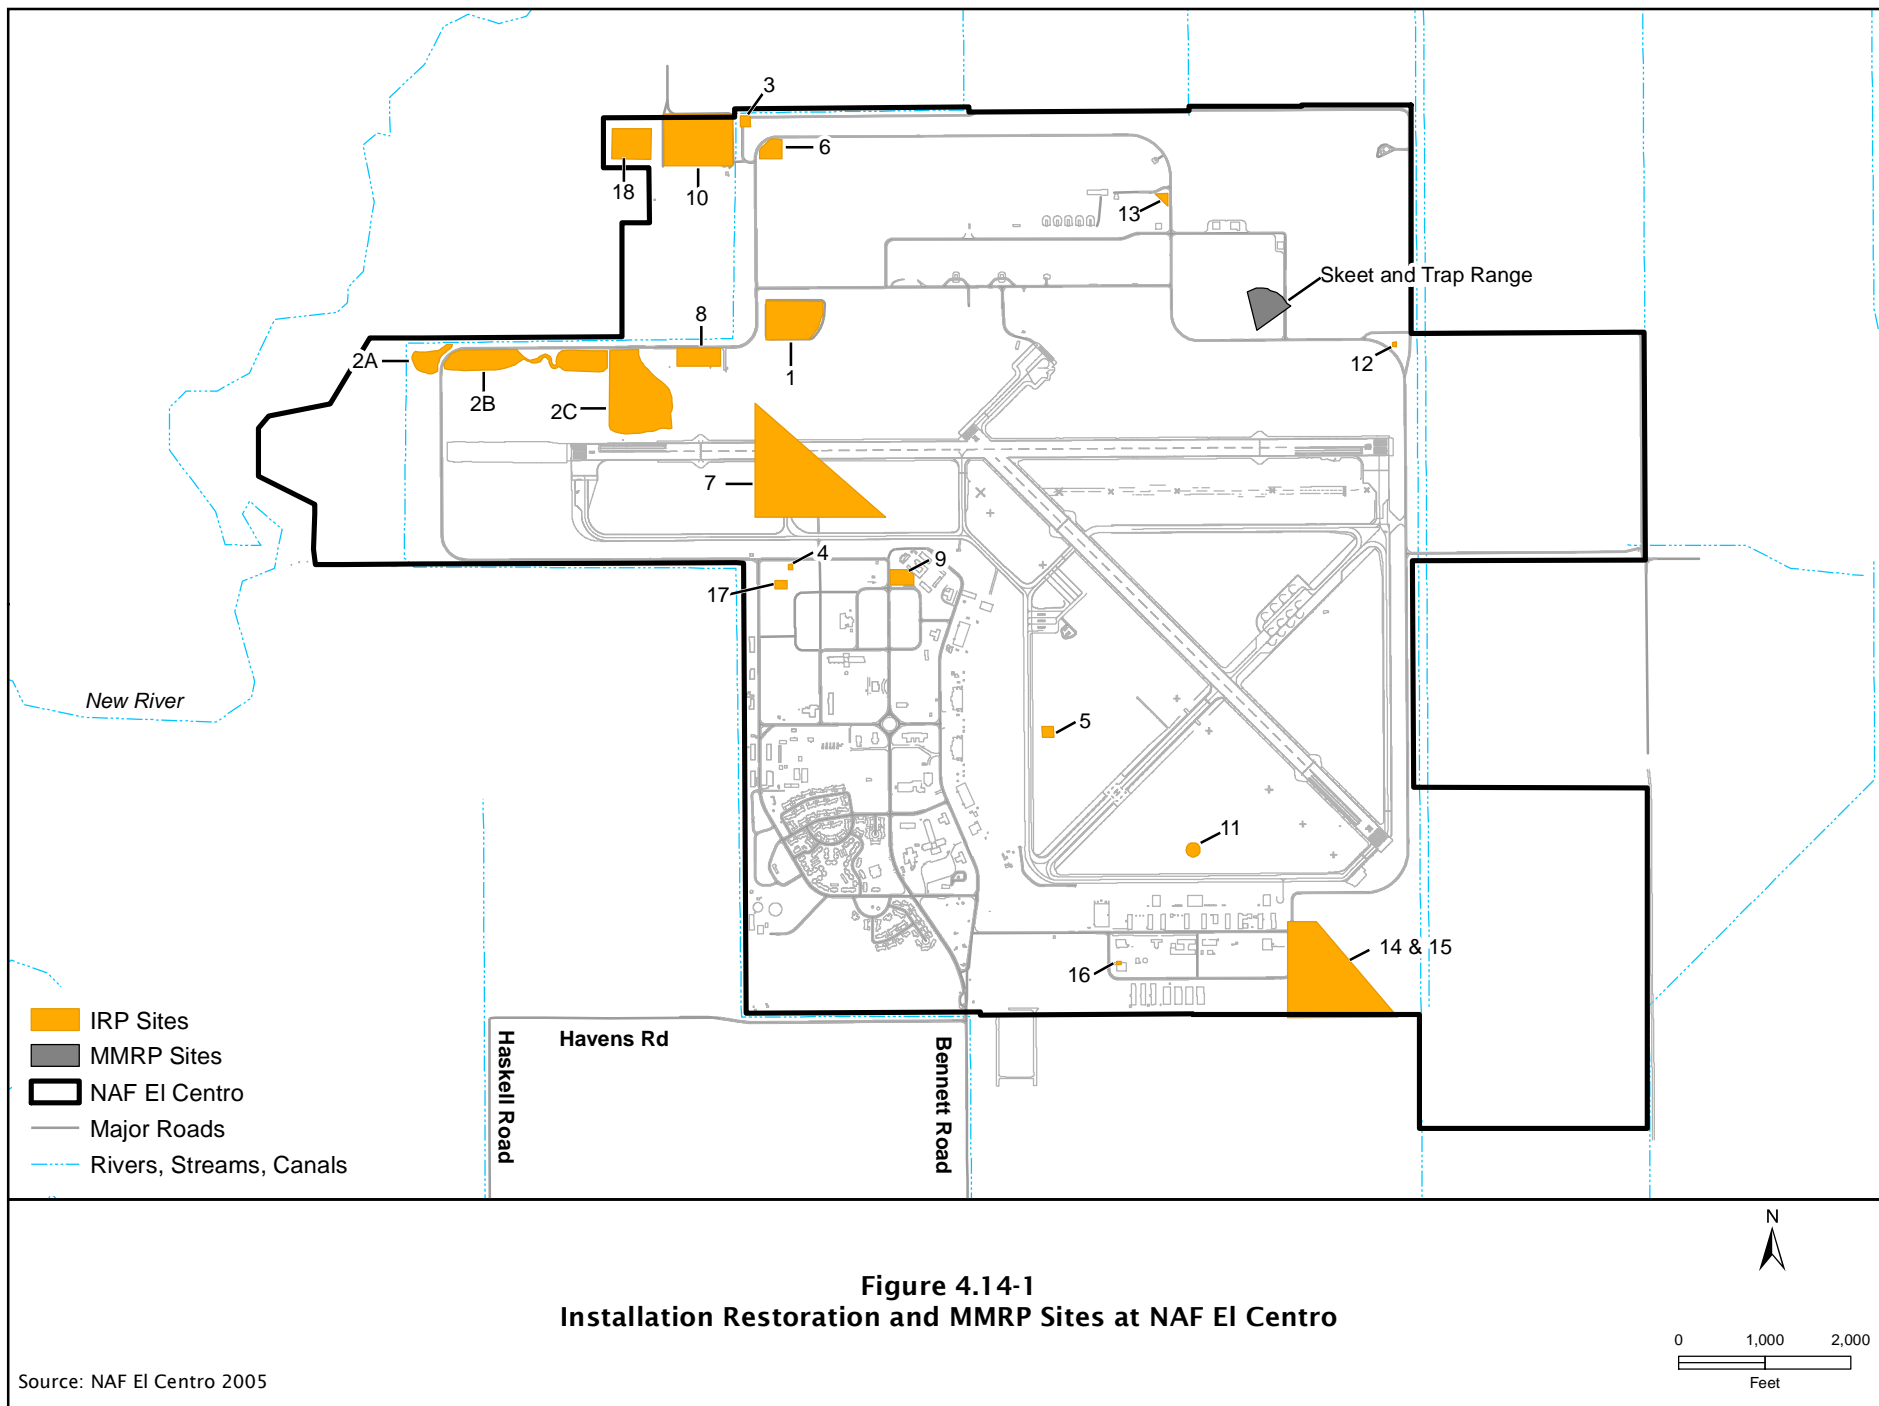 3
6
18
10
13
Skeet and Trap Range
8
2A
1
12
2B
2C
7
4
9
17
New River
5
11
14 & 15
16
IRP Sites
MMRP Sites
NAF El Centro
Major Roads
Rivers, Streams, Canals
Havens Rd
Haskell Road
Bennett Road
N
Figure 4.14-1
Installation Restoration and MMRP Sites at NAF El Centro
0 1,000 2,000
Feet
Source: NAF El Centro 2005